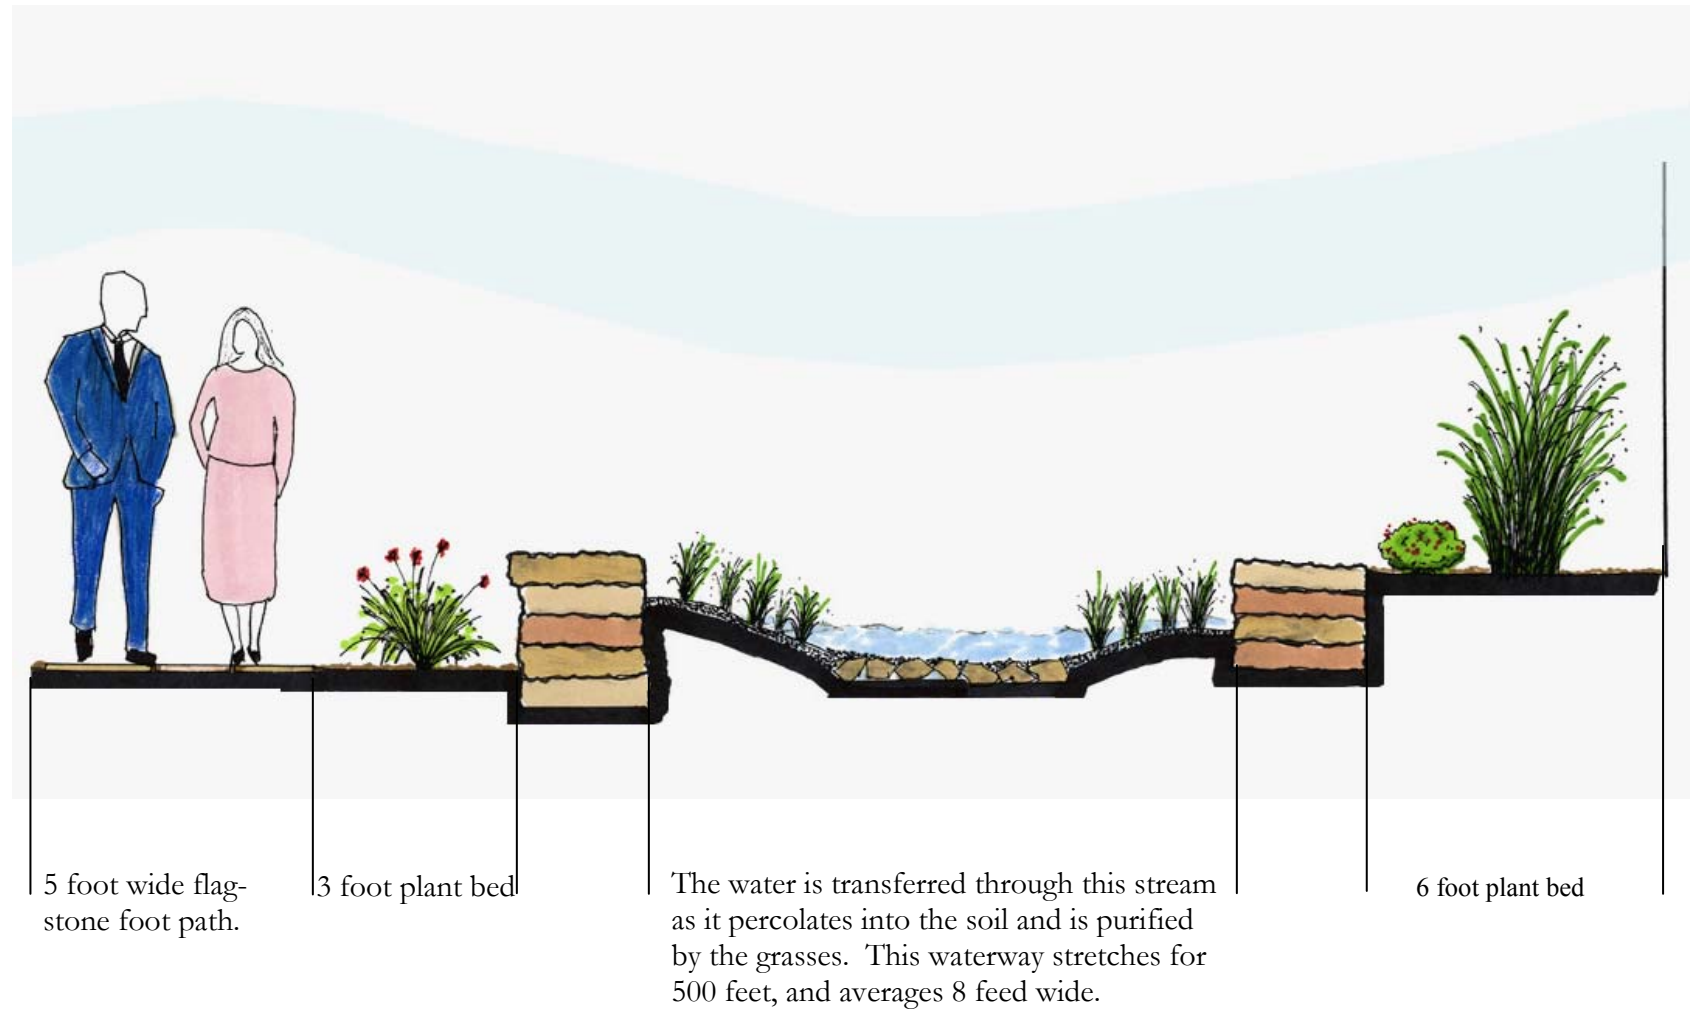 5 foot wide flag-
stone foot path.
3 foot plant bed
The water is transferred through this stream
as it percolates into the soil and is purified
by the grasses.  This waterway stretches for
500 feet, and averages 8 feed wide.
6 foot plant bed